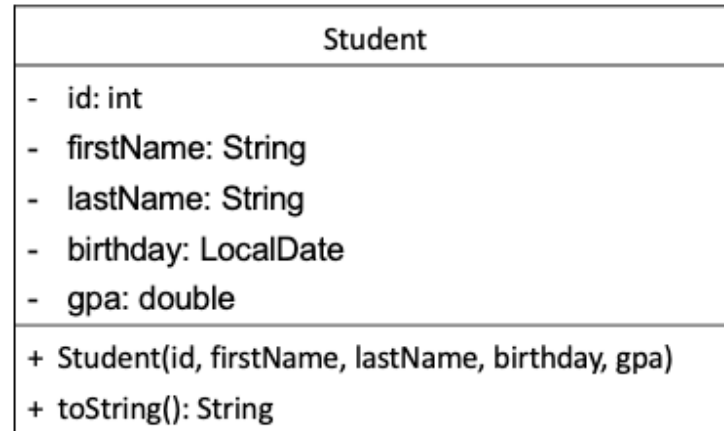 Student
- id: int
- firstName: String
- lastName: String
- birthday: LocalDate
- gpa: double
+ Student(id, firstName, lastName, birthday, gpa)
+ toString(): String